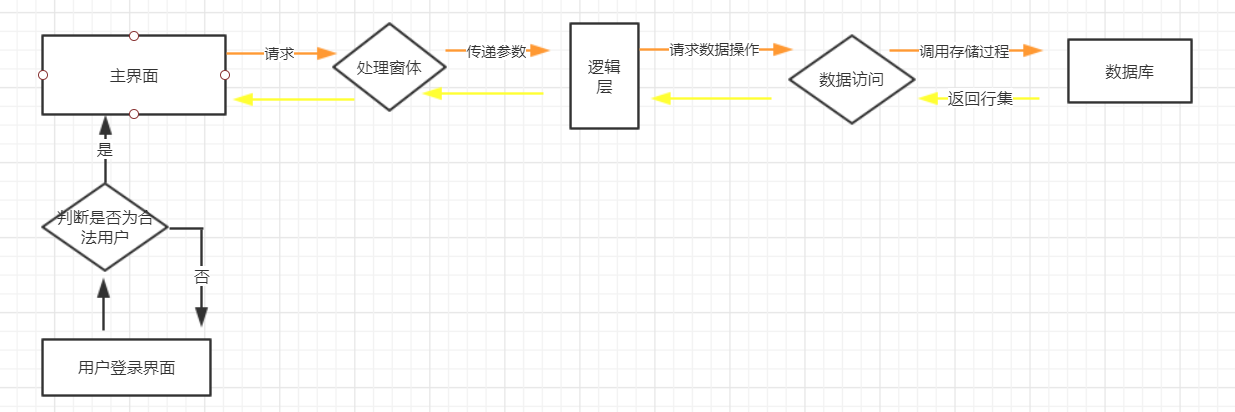 主界面
请求
处理窗体
传递参数
逻辑
层
请求数据操作
数据访问
调用存储过程
返回行集
数据库
是
判断是否为合
法用户
否
用户登录界面